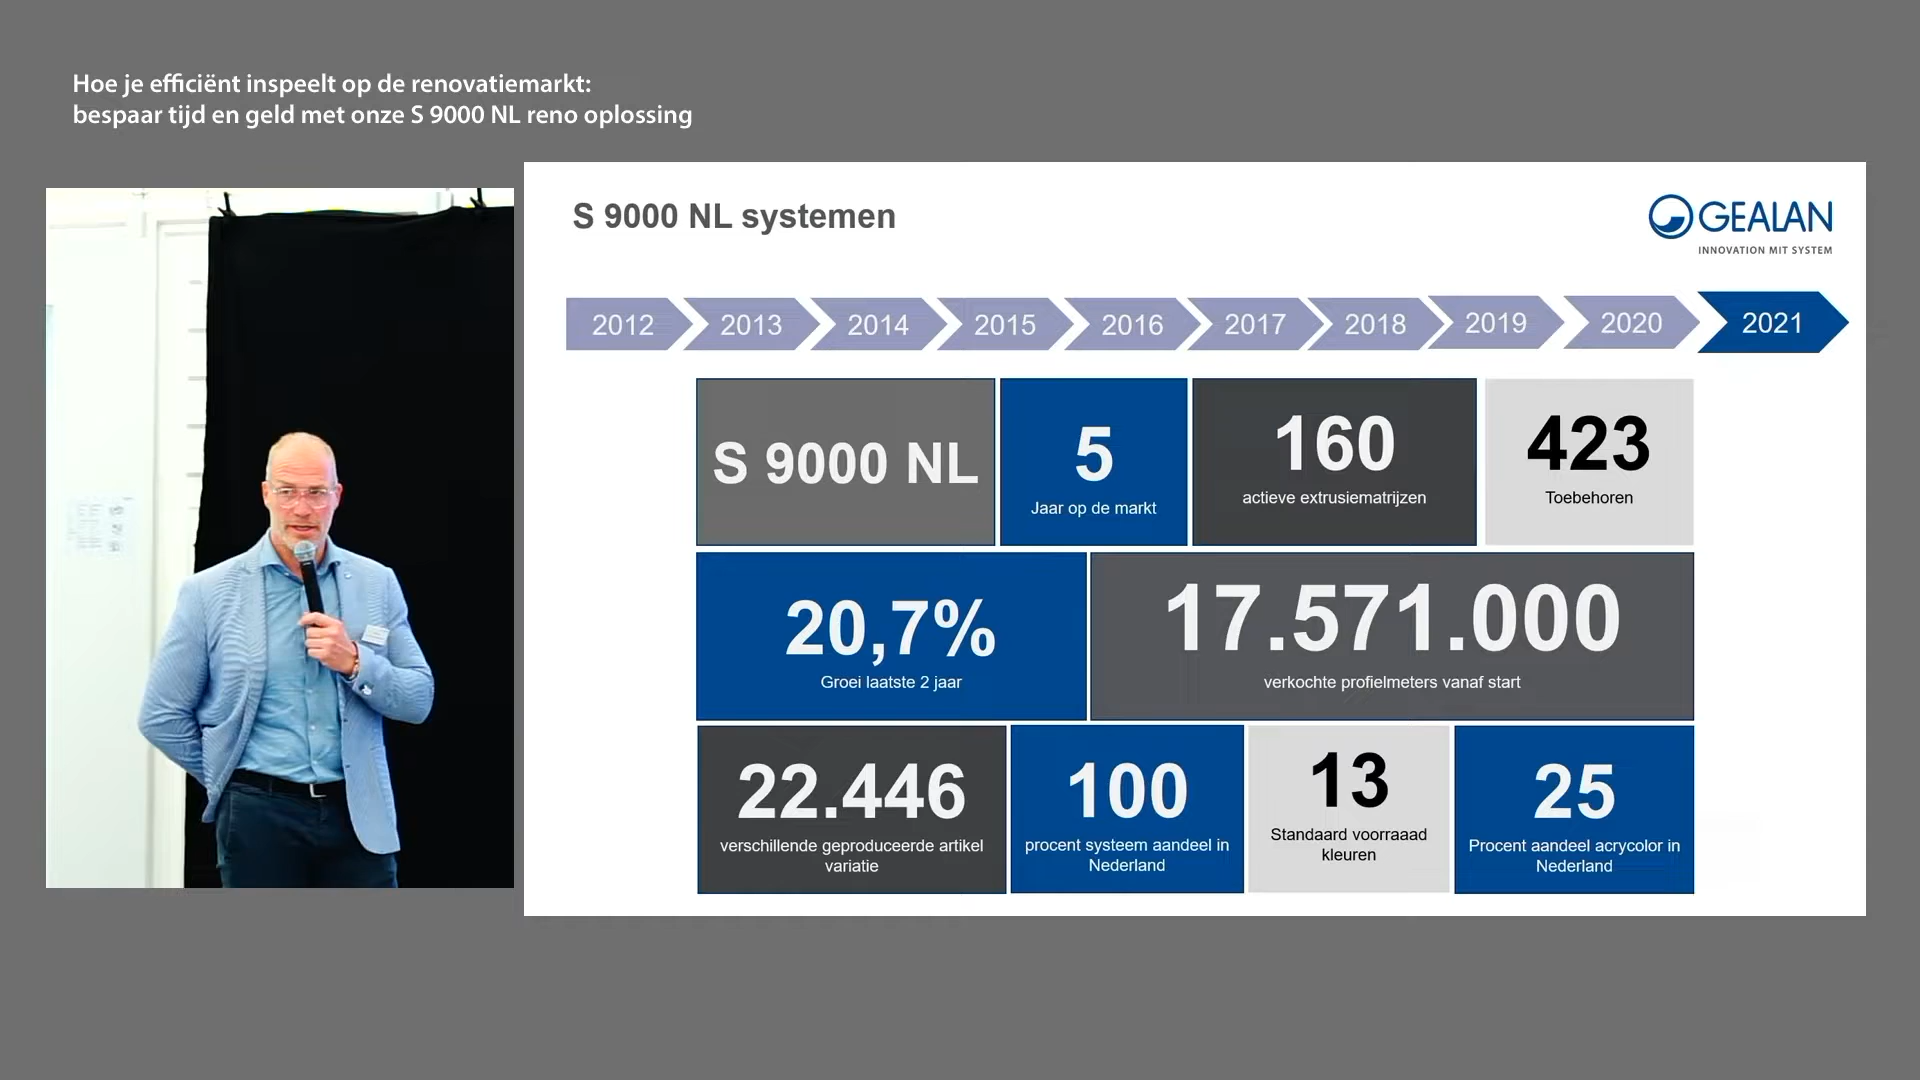 Hoe je efficiënt inspeelt op de renovatiemarkt:
bespaar tijd en geld met onze S 9000 NL reno oplossing
S 9000 NL systemen
GEALAN
INNOVATION MIT SYSTEM
2012 2013 2014 2015 2016 2017 2018 2019 2020 2021
S 9000 NL
5
Jaar op de markt
160
actieve extrusiematrijzen
423
Toebehoren
20,7%
Groei laatste 2 jaar
17.571.000
verkochte profielmeters vanaf start
22.446
verschillende geproduceerde artikel
variatie
100
procent systeem aandeel in
Nederland
13
Standaard voorraaad
kleuren
25
Procent aandeel acrycolor in
Nederland